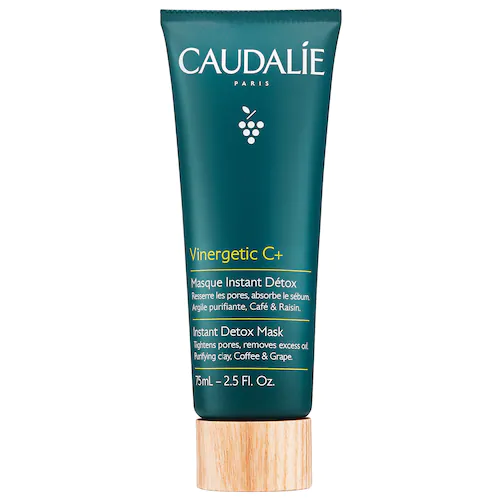 CAUDALÍE
PARIS
Vinergetic C+
Masque Instant Détox
Resserre les pores, absorbe le sébum.
Argile purifiante, Café & Raisin.
Instant Detox Mask
Tightens pores, removes excess oil.
Purifying clay, Coffee & Grape.
75mL – 2.5 Fl. Oz.